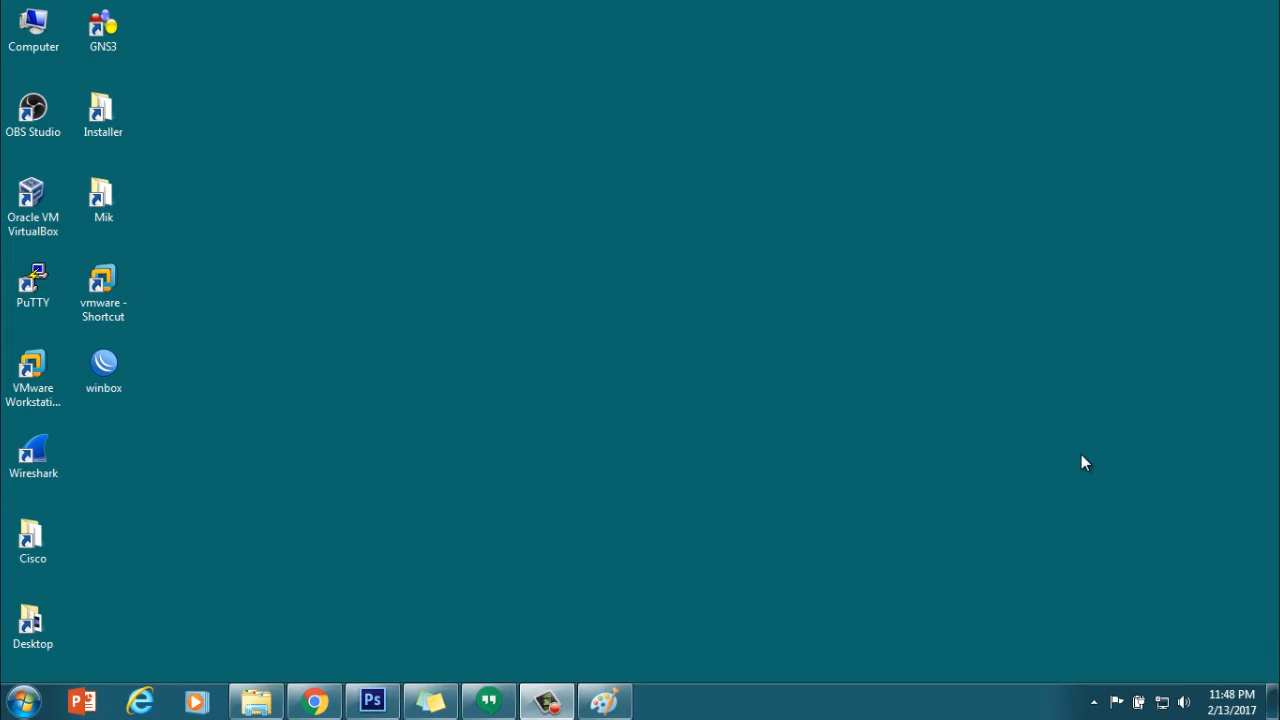 Computer
GNS3
OBS Studio
Installer
Oracle VM
VirtualBox
Mik
PuTTY
vmware -
Shortcut
VMware
Workstati...
winbox
Wireshark
Cisco
Desktop
P
Ps
11:48 PM
2/13/2017